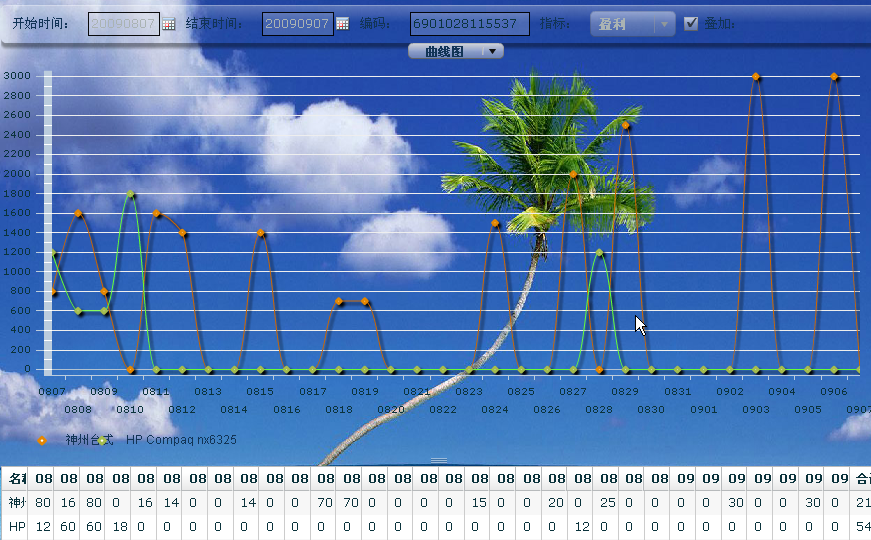 开始时间： 20090807 结束时间： 20090907 编码： 6901028115537 指标： 盈利 叠加：
曲线图
3000
2800
2600
2400
2200
2000
1800
1600
1400
1200
1000
800
600
400
200
0
0807 0809 0811 0813 0815 0817 0819 0821 0823 0825 0827 0829 0831 0902 0904 0906
0808 0810 0812 0814 0816 0818 0820 0822 0824 0826 0828 0830 0901 0903 0905 0907
神州台式 HP Compaq nx6325
名称 08 08 08 08 08 08 08 08 08 08 08 08 08 08 08 08 08 08 08 08 08 08 08 08 08 09 09 09 09 09 09 09 合计
神州 80 16 80 0 16 14 0 0 14 0 0 70 70 0 0 0 0 15 0 0 20 0 25 0 0 0 0 30 0 0 30 0 21
HP 12 60 60 18 0 0 0 0 0 0 0 0 0 0 0 0 0 0 0 0 0 12 0 0 0 0 0 0 0 0 0 0 54